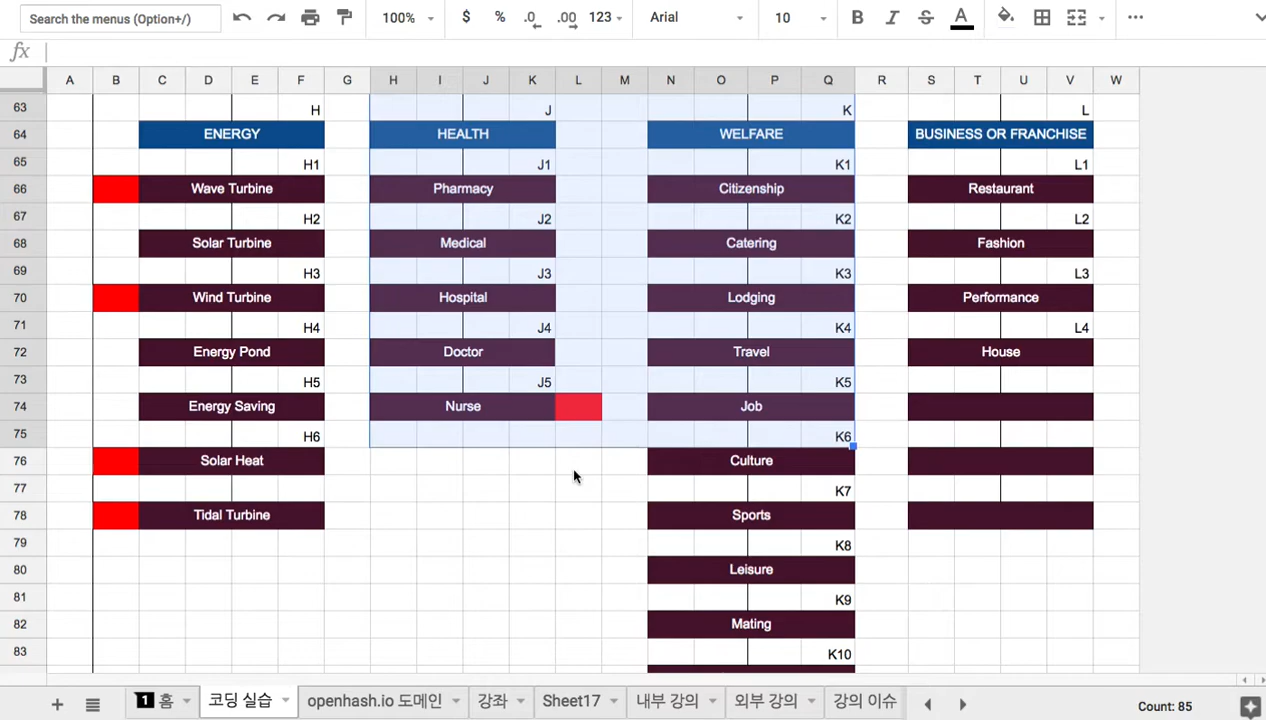 Search the menus (Option+/)
100%
$ % .0 .00 123
Arial
10
B I S A
fx
A B C D E F G H I J K L M N O P Q R S T U V W
63 H J K L
64 ENERGY HEALTH WELFARE BUSINESS OR FRANCHISE
65 H1 J1 K1 L1
66 Wave Turbine Pharmacy Citizenship Restaurant
67 H2 J2 K2 L2
68 Solar Turbine Medical Catering Fashion
69 H3 J3 K3 L3
70 Wind Turbine Hospital Lodging Performance
71 H4 J4 K4 L4
72 Energy Pond Doctor Travel House
73 H5 J5 K5
74 Energy Saving Nurse Job
75 H6 K6
76 Solar Heat Culture
77 K7
78 Tidal Turbine Sports
79 K8
80 Leisure
81 K9
82 Mating
83 K10
1 홈 코딩 실습 openhash.io 도메인 강좌 Sheet17 내부 강의 외부 강의 강의 이슈
Count: 85